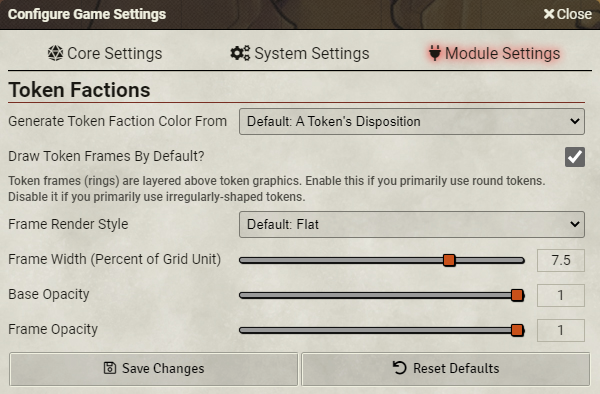 Configure Game Settings
Close
Core Settings
System Settings
Module Settings
Token Factions
Generate Token Faction Color From
Default: A Token's Disposition
Draw Token Frames By Default?
Token frames (rings) are layered above token graphics. Enable this if you primarily use round tokens.
Disable it if you primarily use irregularly-shaped tokens.
Frame Render Style
Default: Flat
Frame Width (Percent of Grid Unit)
7.5
Base Opacity
1
Frame Opacity
1
Save Changes
Reset Defaults